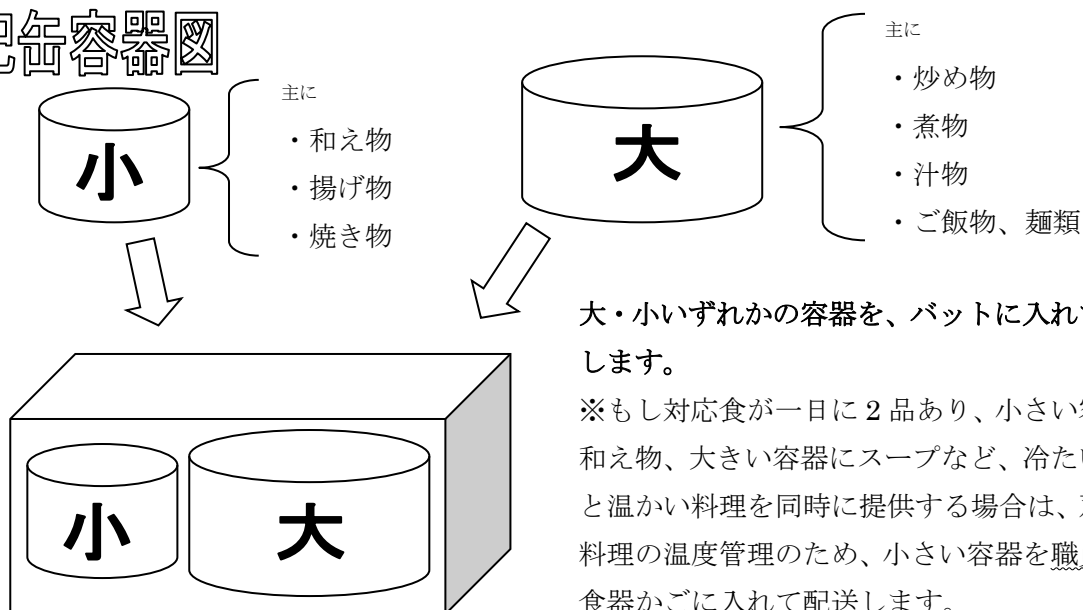 缶容器図
主に
・和え物
・揚げ物
・焼き物
小
主に
・炒め物
・煮物
・汁物
・ご飯物、麺類
大
大・小いずれかの容器を、バットに入れ
します。
※もし対応食が一日に 2 品あり、小さい
和え物、大きい容器にスープなど、冷たい
と温かい料理を同時に提供する場合は、
料理の温度管理のため、小さい容器を職
食器かごに入れて配送します。
小
大